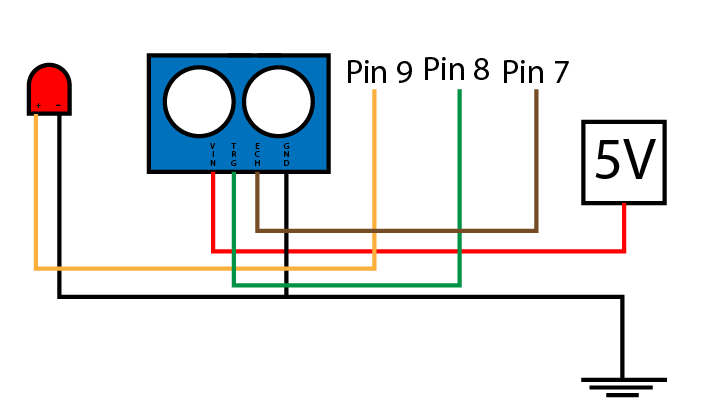 Pin 9 Pin 8 Pin 7
5V
+ -
VIN TRG ECH GND